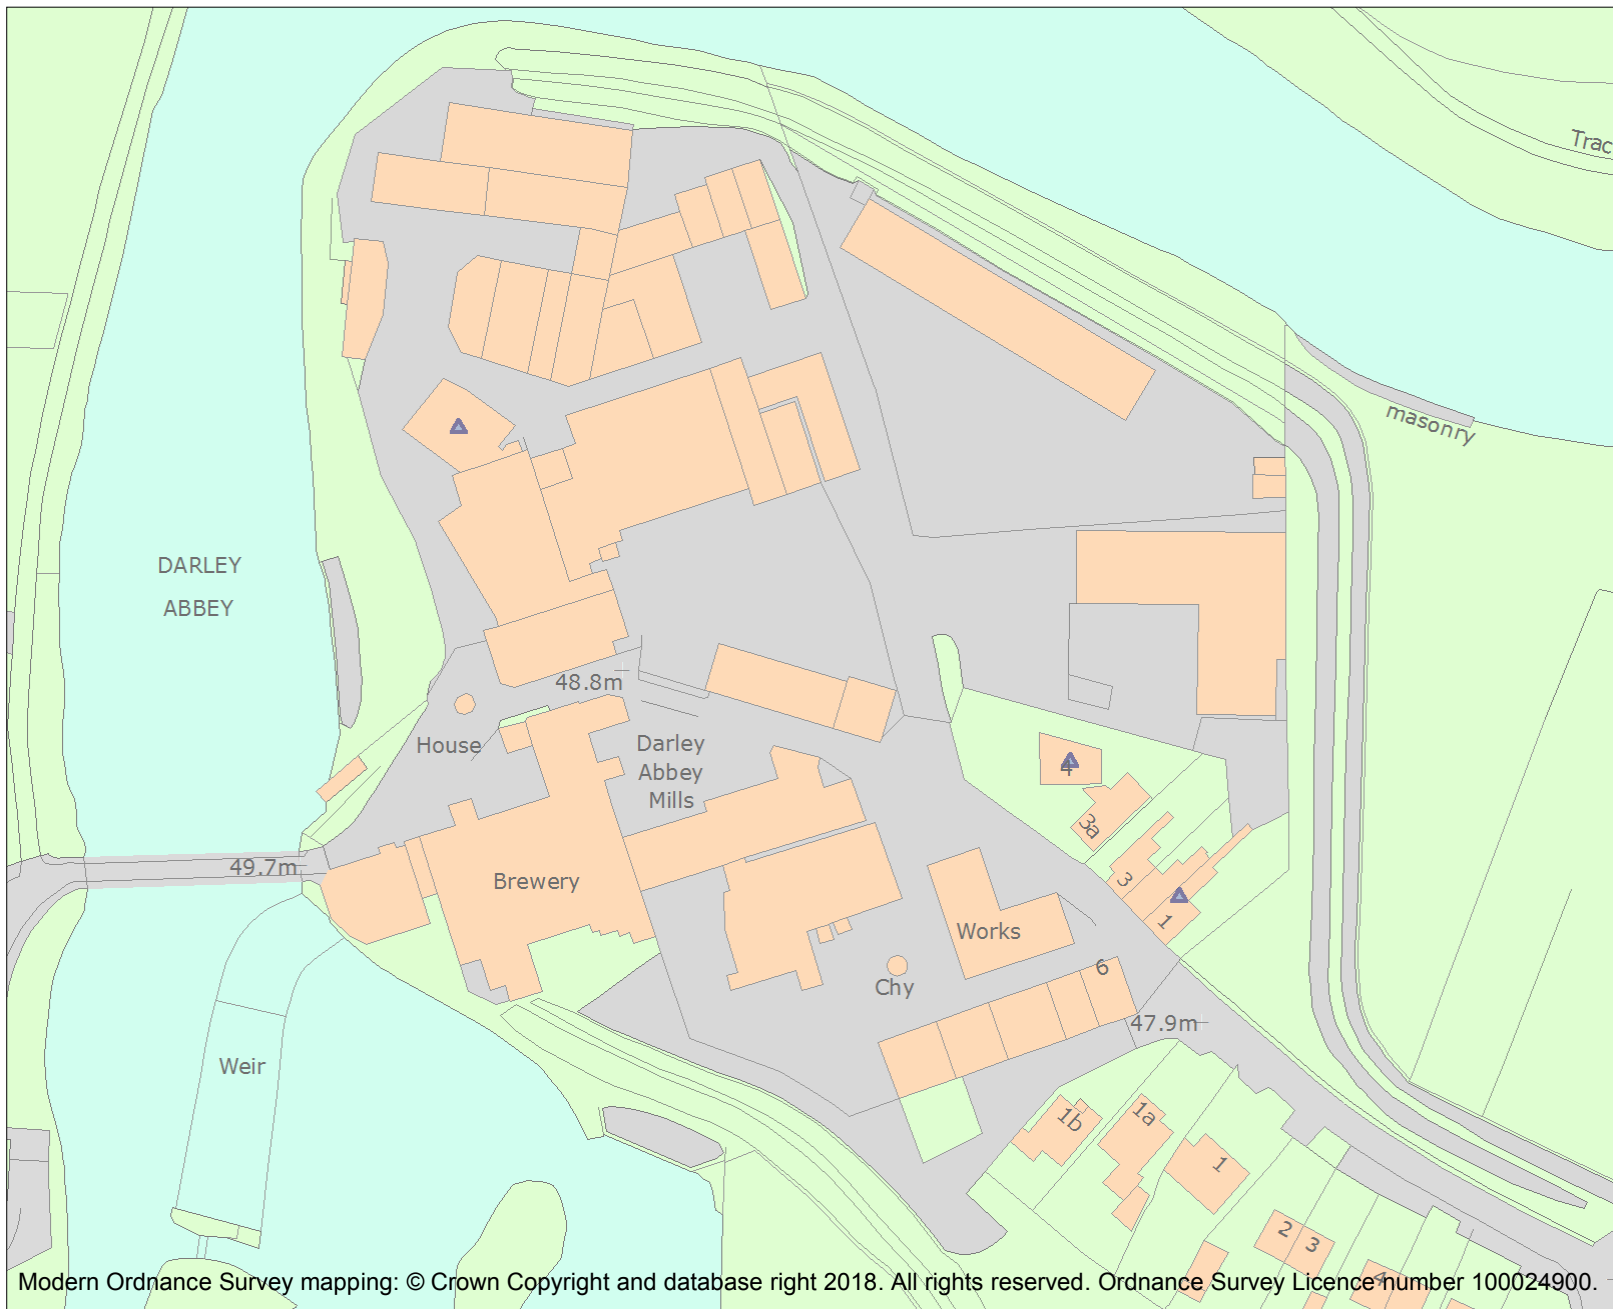 Trac
masonry
DARLEY
ABBEY
48.8m
House
Darley
Abbey
Mills
4
3a
49.7m
Brewery
3
1
Works
6
Chy
47.9m
Weir
1b
1a
1
2
3
4
Modern Ordnance Survey mapping: © Crown Copyright and database right 2018. All rights reserved. Ordnance Survey Licence number 100024900.